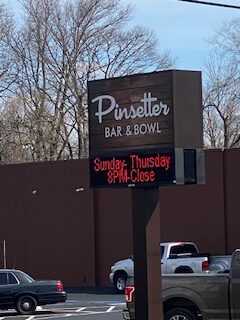 Pinsetter
BAR & BOWL
Sunday- Thursday
8PM-Close